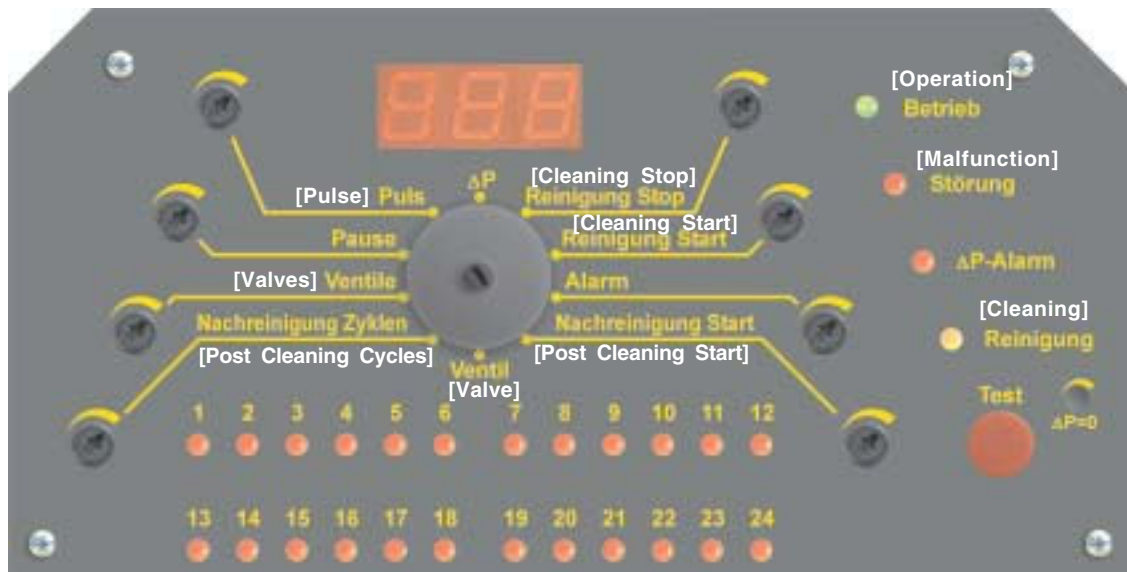 888
[Operation]
Betrieb
[Malfunction]
Störung
ΔP
[Cleaning Stop]
[Pulse] Puls
Reinigung Stop
[Cleaning Start]
Pause
Reinigung Start
ΔP-Alarm
[Valves] Ventile
Alarm
[Cleaning]
Nachreinigung Zyklen
Nachreinigung Start
Reinigung
[Post Cleaning Cycles]
[Post Cleaning Start]
Ventil
[Valve]
Test
ΔP=0
1 2 3 4 5 6 7 8 9 10 11 12
13 14 15 16 17 18 19 20 21 22 23 24